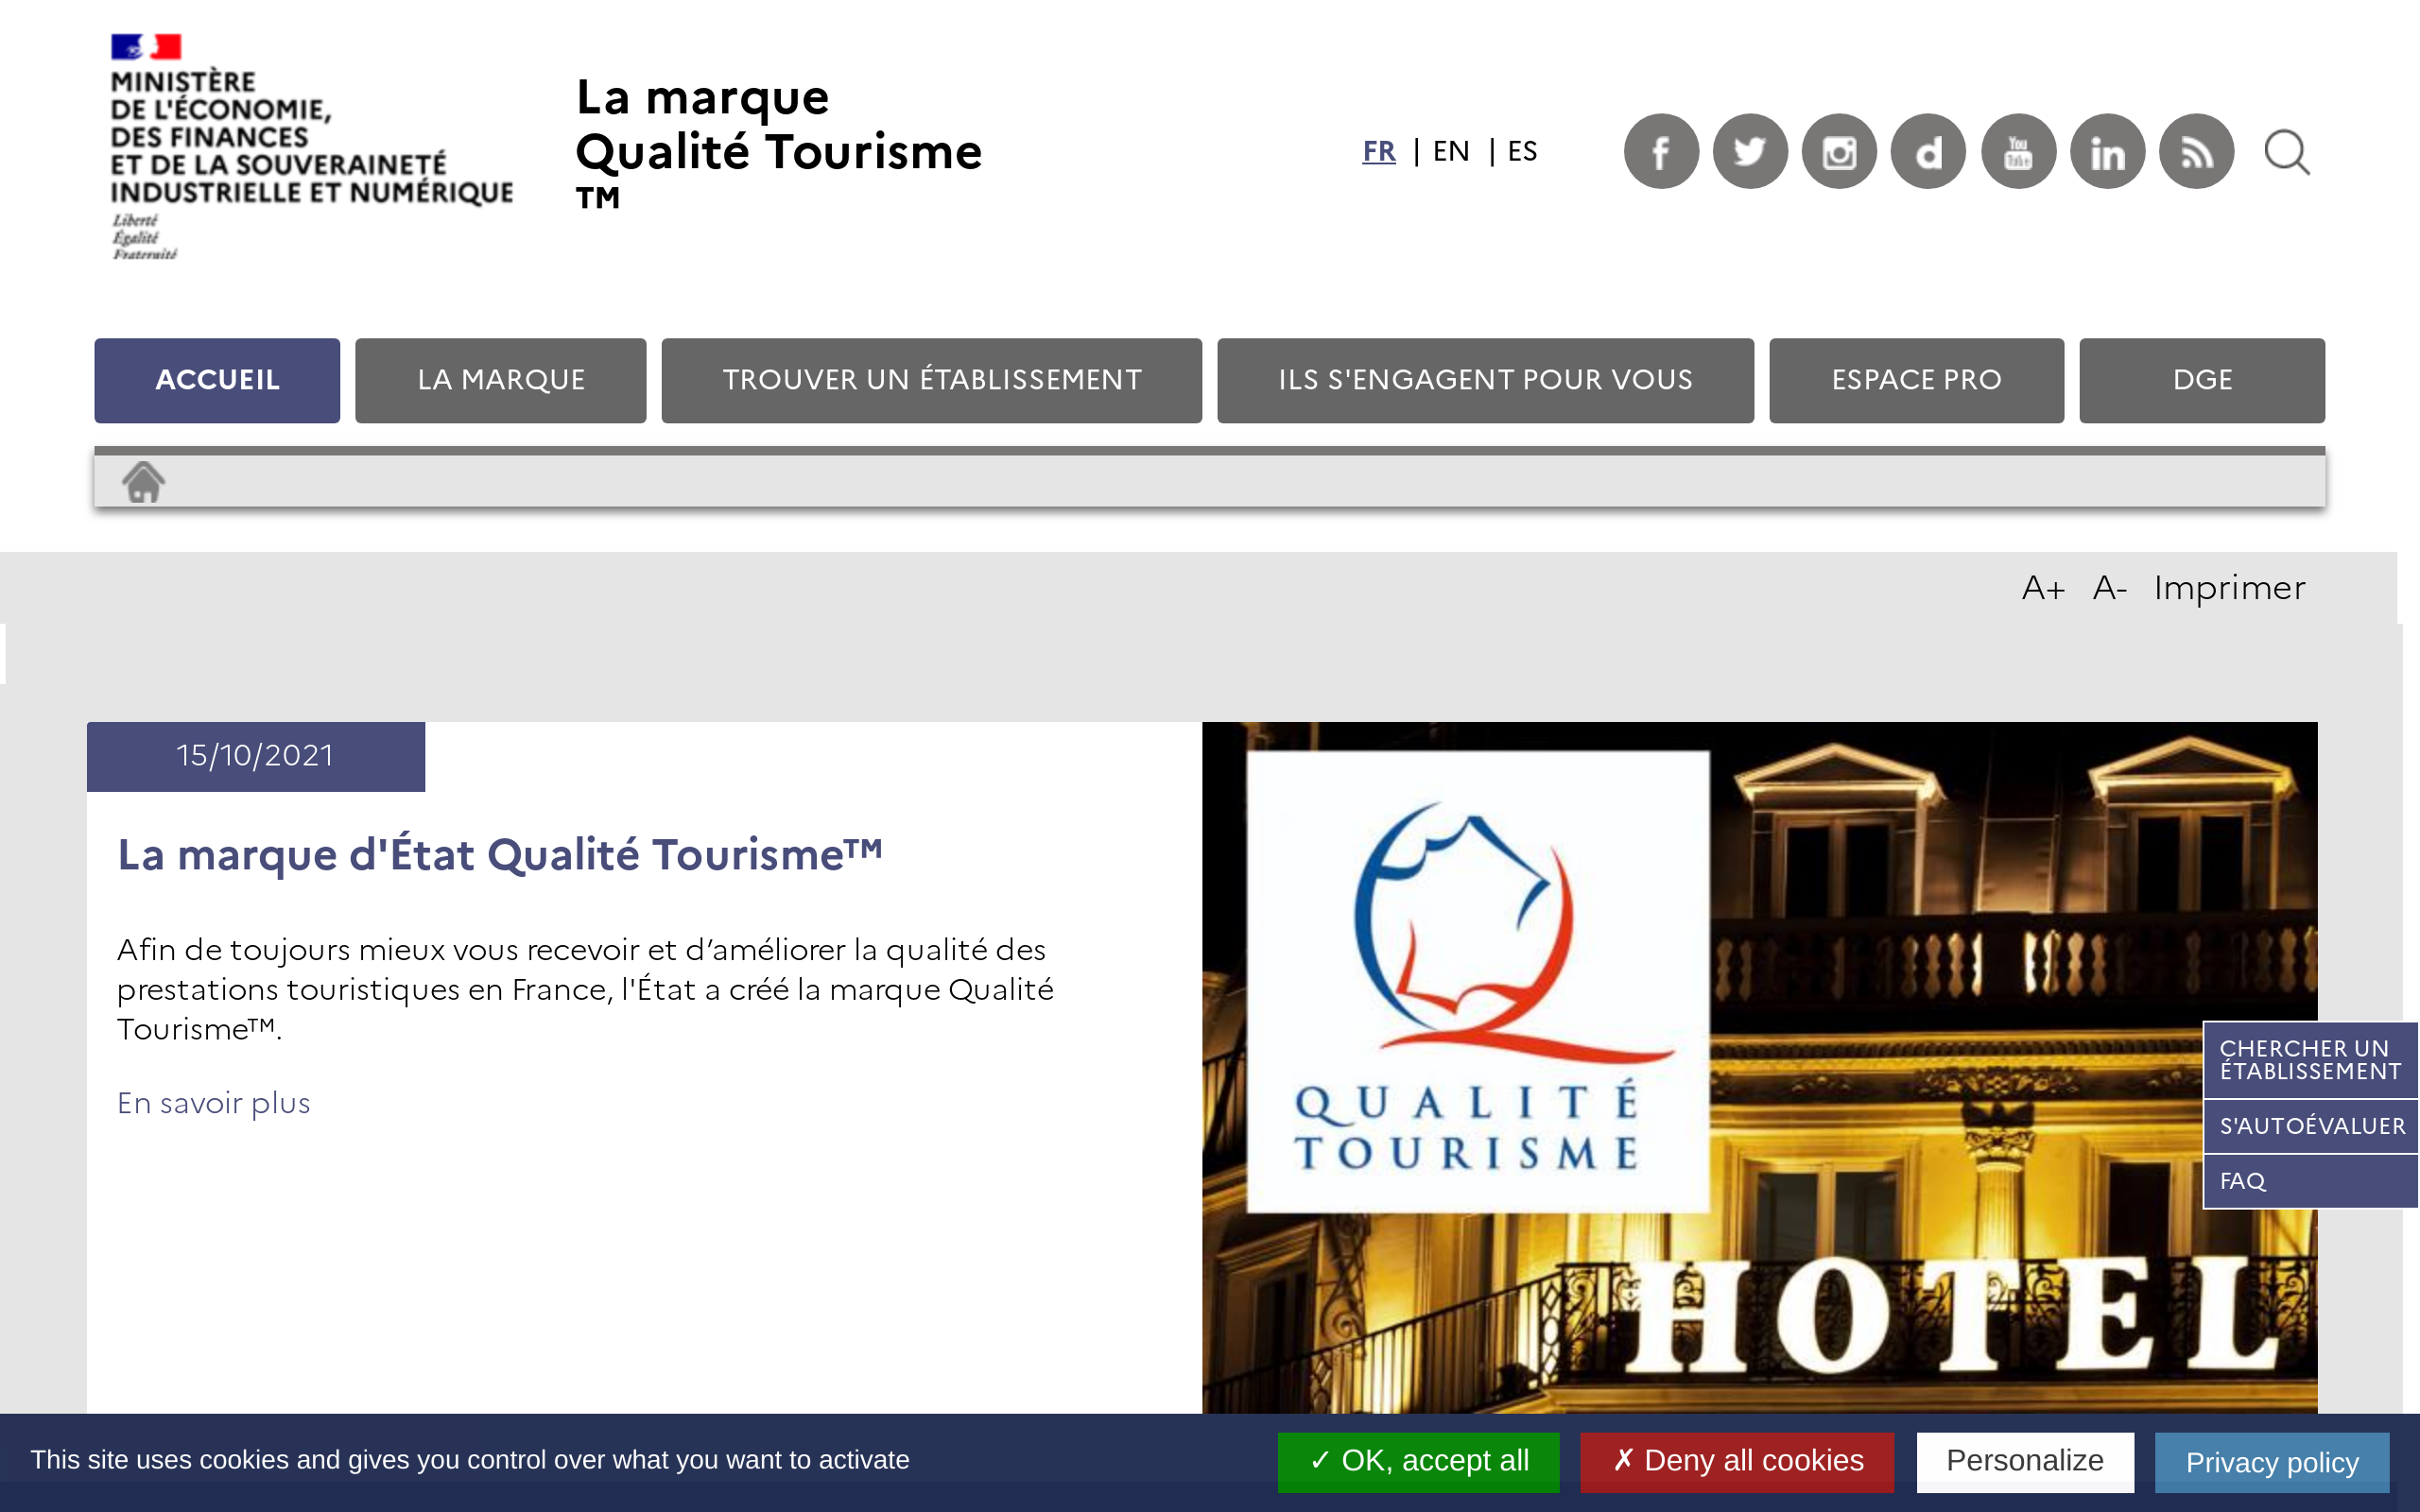 MINISTÈRE
DE L'ÉCONOMIE,
DES FINANCES
ET DE LA SOUVERAINETÉ
INDUSTRIELLE ET NUMÉRIQUE
Liberté
Égalité
Fraternité
La marque
Qualité Tourisme
™
FR | EN | ES
You Tube
ACCUEIL
LA MARQUE
TROUVER UN ÉTABLISSEMENT
ILS S'ENGAGENT POUR VOUS
ESPACE PRO
DGE
A+ A- Imprimer
15/10/2021
La marque d'État Qualité Tourisme™
Afin de toujours mieux vous recevoir et d’améliorer la qualité des
prestations touristiques en France, l'État a créé la marque Qualité
Tourisme™.
En savoir plus
QUALITÉ
TOURISME
HOTEL
CHERCHER UN
ÉTABLISSEMENT
S'AUTOÉVALUER
FAQ
This site uses cookies and gives you control over what you want to activate
✓ OK, accept all
✗ Deny all cookies
Personalize
Privacy policy